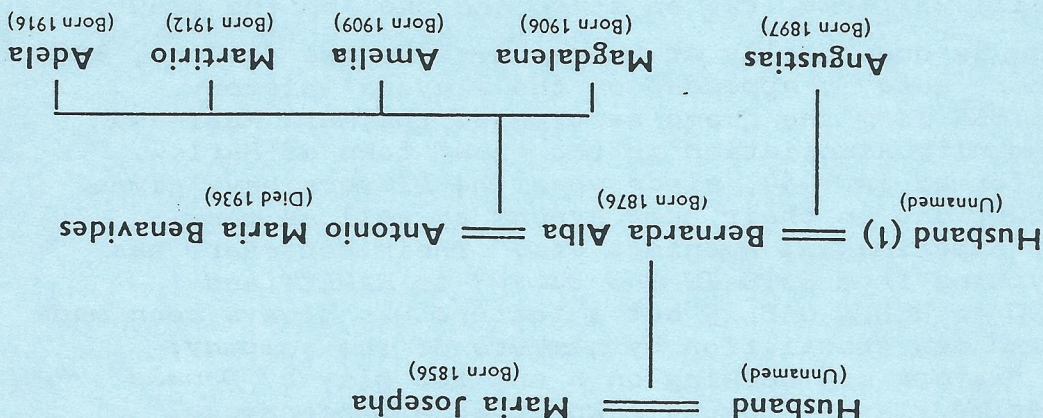 Husband Maria Josepha
(Unnamed) (Born 1856)
Husband (1) Bernarda Alba Antonio Maria Benavides
(Unnamed) (Born 1876) (Died 1936)
Angustias Magdalena Amelia Martirio Adela
(Born 1897) (Born 1906) (Born 1909) (Born 1912) (Born 1916)